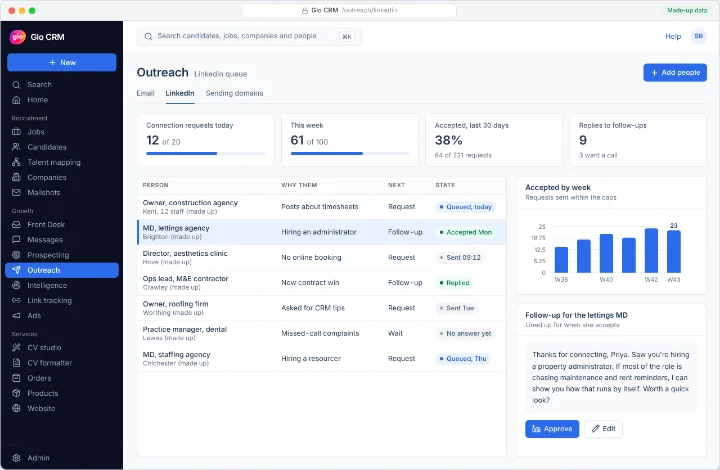 Glo CRM /outreach/linkedin
Made-up data
glo Glo CRM
Search candidates, jobs, companies and people ⌘K
Help SB
+ New
Search
Home
Recruitment
Jobs
Candidates
Talent mapping
Companies
Mailshots
Growth
Front Desk
Messages
Prospecting
Outreach
Intelligence
Link tracking
Ads
Services
CV studio
CV formatter
Orders
Products
Website
Admin
Outreach LinkedIn queue
+ Add people
Email LinkedIn Sending domains
Connection requests today
12 of 20
This week
61 of 100
Accepted, last 30 days
38%
84 of 221 requests
Replies to follow-ups
9
3 want a call
PERSON WHY THEM NEXT STATE
Owner, construction agency Posts about timesheets Request Queued, today
Kent, 12 staff (made up)
MD, lettings agency Hiring an administrator Follow-up Accepted Mon
Brighton (made up)
Director, aesthetics clinic No online booking Request Sent 09:12
Hove (made up)
Ops lead, M&E contractor New contract win Follow-up Replied
Crawley (made up)
Owner, roofing firm Asked for CRM tips Request Sent Tue
Worthing (made up)
Practice manager, dental Missed-call complaints Wait No answer yet
Lewes (made up)
MD, staffing agency Hiring a resourcer Request Queued, Thu
Chichester (made up)
Accepted by week
Requests sent within the caps
25
18.75
12.5
6.25
0
23
W38 W40 W42 W43
Follow-up for the lettings MD
Lined up for when she accepts
Thanks for connecting, Priya. Saw you're hiring
a property administrator. If most of the role is
chasing maintenance and rent reminders, I can
show you how that runs by itself. Worth a quick
look?
Approve Edit